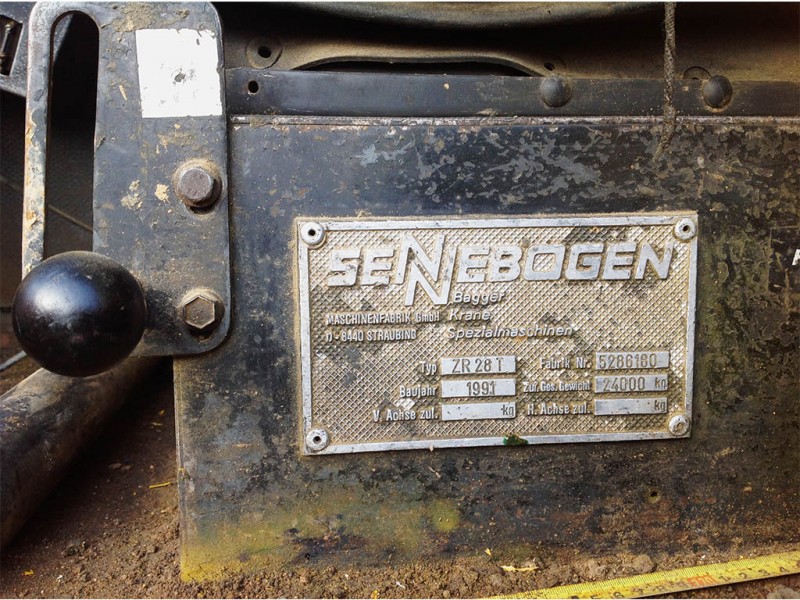 SENNEBOGEN
Bagger
MASCHINENFABRIK GmbH Krane
D-8440 STRAUBING Spezialmaschinen
Typ ZR 28 T Fabrik Nr. 5286160
Baujahr 1991 Zul. Ges. Gewicht 24000 kg
V. Achse zul. kg H. Achse zul. kg